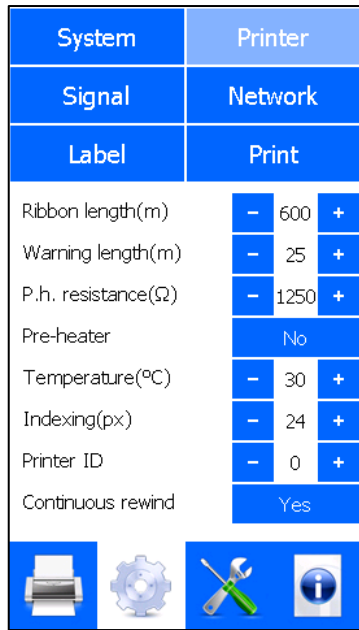 System Printer
Signal Network
Label Print
Ribbon length(m) - 600 +
Warning length(m) - 25 +
P.h. resistance(Ω) - 1250 +
Pre-heater No
Temperature(ºC) - 30 +
Indexing(px) - 24 +
Printer ID - 0 +
Continuous rewind Yes
i